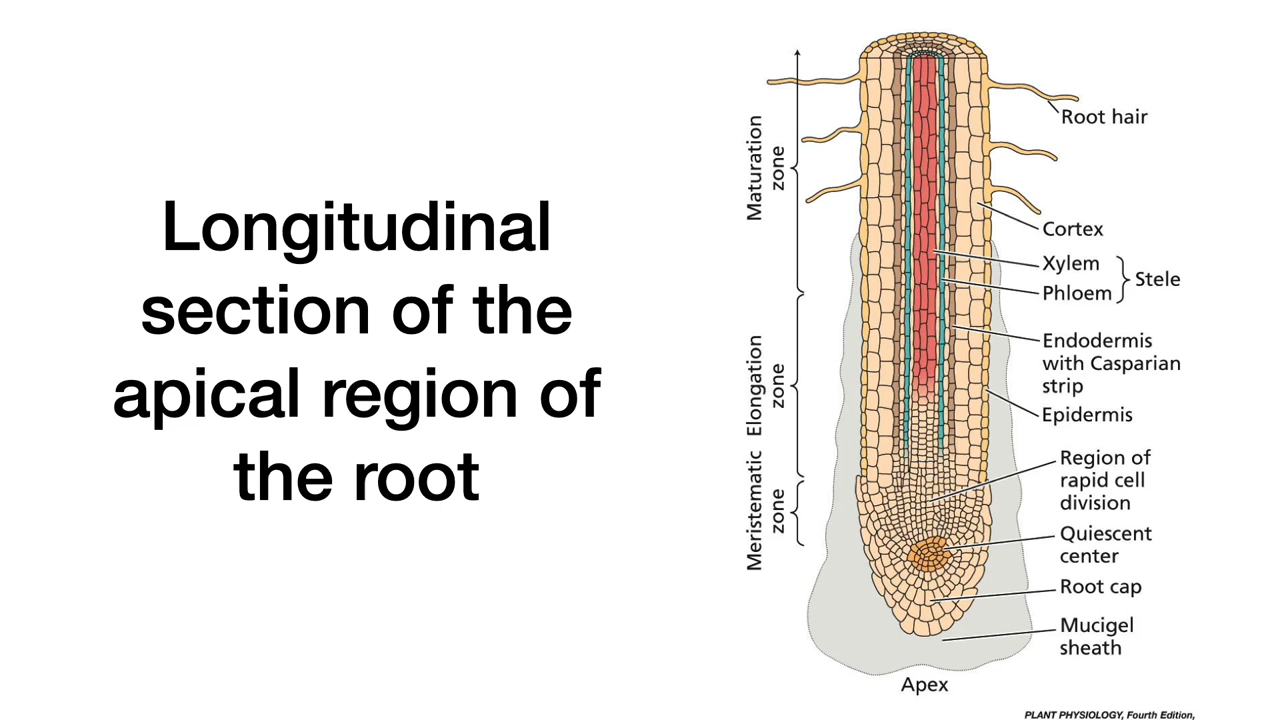 Longitudinal
section of the
apical region of
the root
Maturation
zone
Elongation
zone
Meristematic
zone
Root hair
Cortex
Xylem
Phloem
Stele
Endodermis
with Casparian
strip
Epidermis
Region of
rapid cell
division
Quiescent
center
Root cap
Mucigel
sheath
Apex
PLANT PHYSIOLOGY, Fourth Edition,